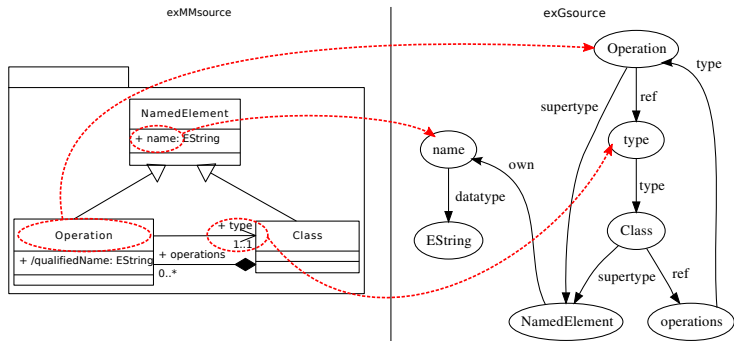 exMMsource
exGsource
NamedElement
+ name: EString
Operation
+ /qualifiedName: EString
+ type
1..1
Class
+ operations
0..*
Operation
supertype
ref
type
type
name
own
type
datatype
EString
Class
supertype
ref
NamedElement
operations